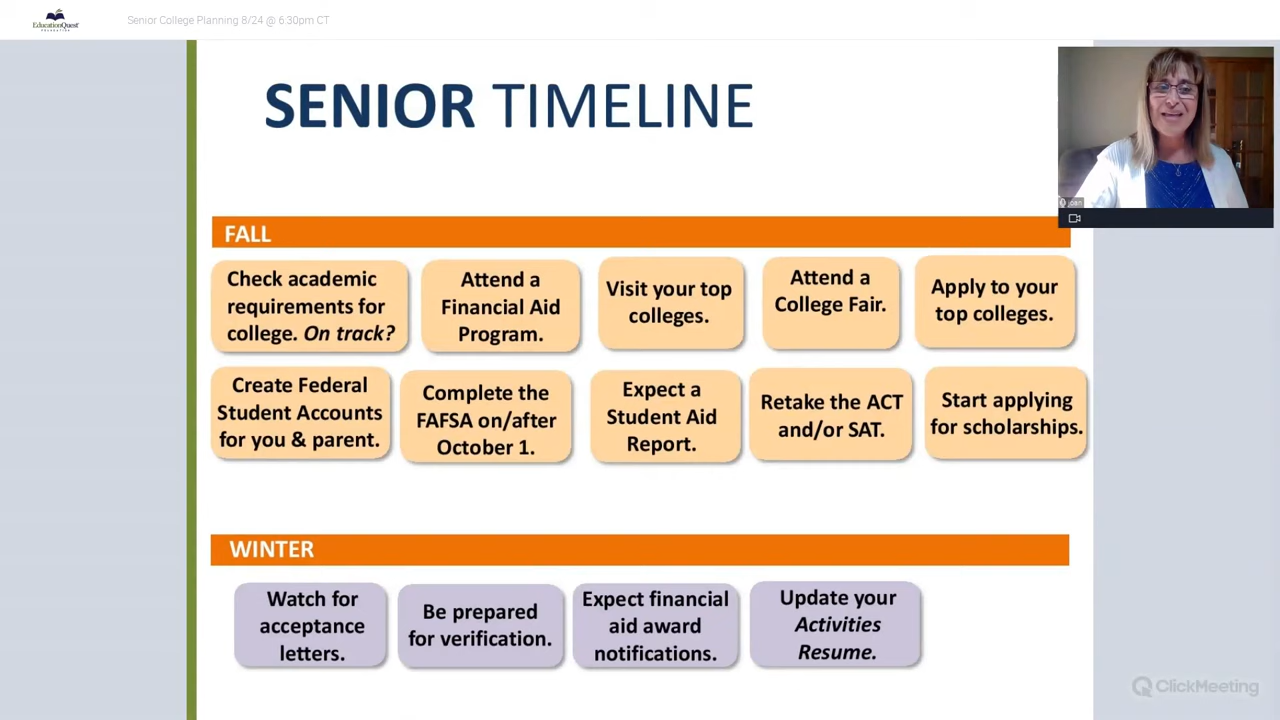 EducationQuest
FOUNDATION
Senior College Planning 8/24 @ 6:30pm CT
SENIOR TIMELINE
FALL
Check academic
requirements for
college. On track?
Attend a
Financial Aid
Program.
Visit your top
colleges.
Attend a
College Fair.
Apply to your
top colleges.
Create Federal
Student Accounts
for you & parent.
Complete the
FAFSA on/after
October 1.
Expect a
Student Aid
Report.
Retake the ACT
and/or SAT.
Start applying
for scholarships.
WINTER
Watch for
acceptance
letters.
Be prepared
for verification.
Expect financial
aid award
notifications.
Update your
Activities
Resume.
ClickMeeting